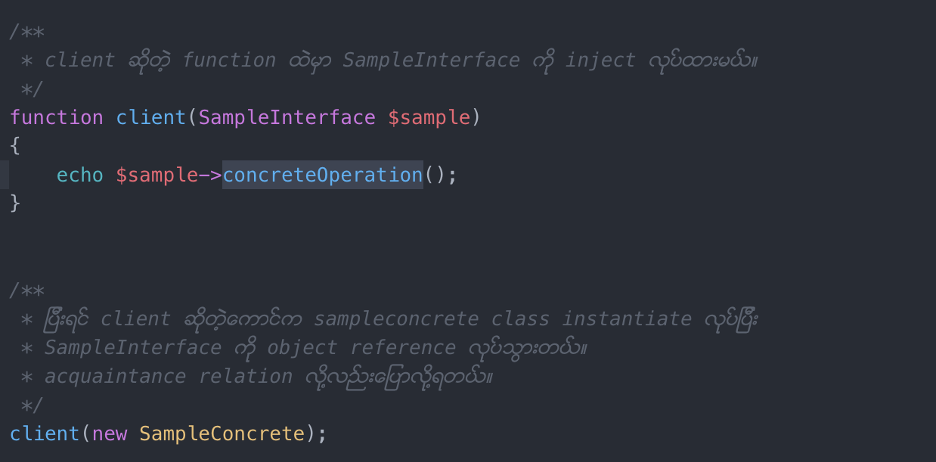 /**
 * client ဆိုတဲ့ function ထဲမှာ SampleInterface ကို inject လုပ်ထားမယ်။
 */
function client(SampleInterface $sample)
{
    echo $sample->concreteOperation();
}
/**
 * ပြီးရင် client ဆိုတဲ့ကောင်က sampleconcrete class instantiate လုပ်ပြီး
 * SampleInterface ကို object reference လုပ်သွားတယ်။
 * acquaintance relation လို့လည်းပြောလို့ရတယ်။
 */
client(new SampleConcrete);